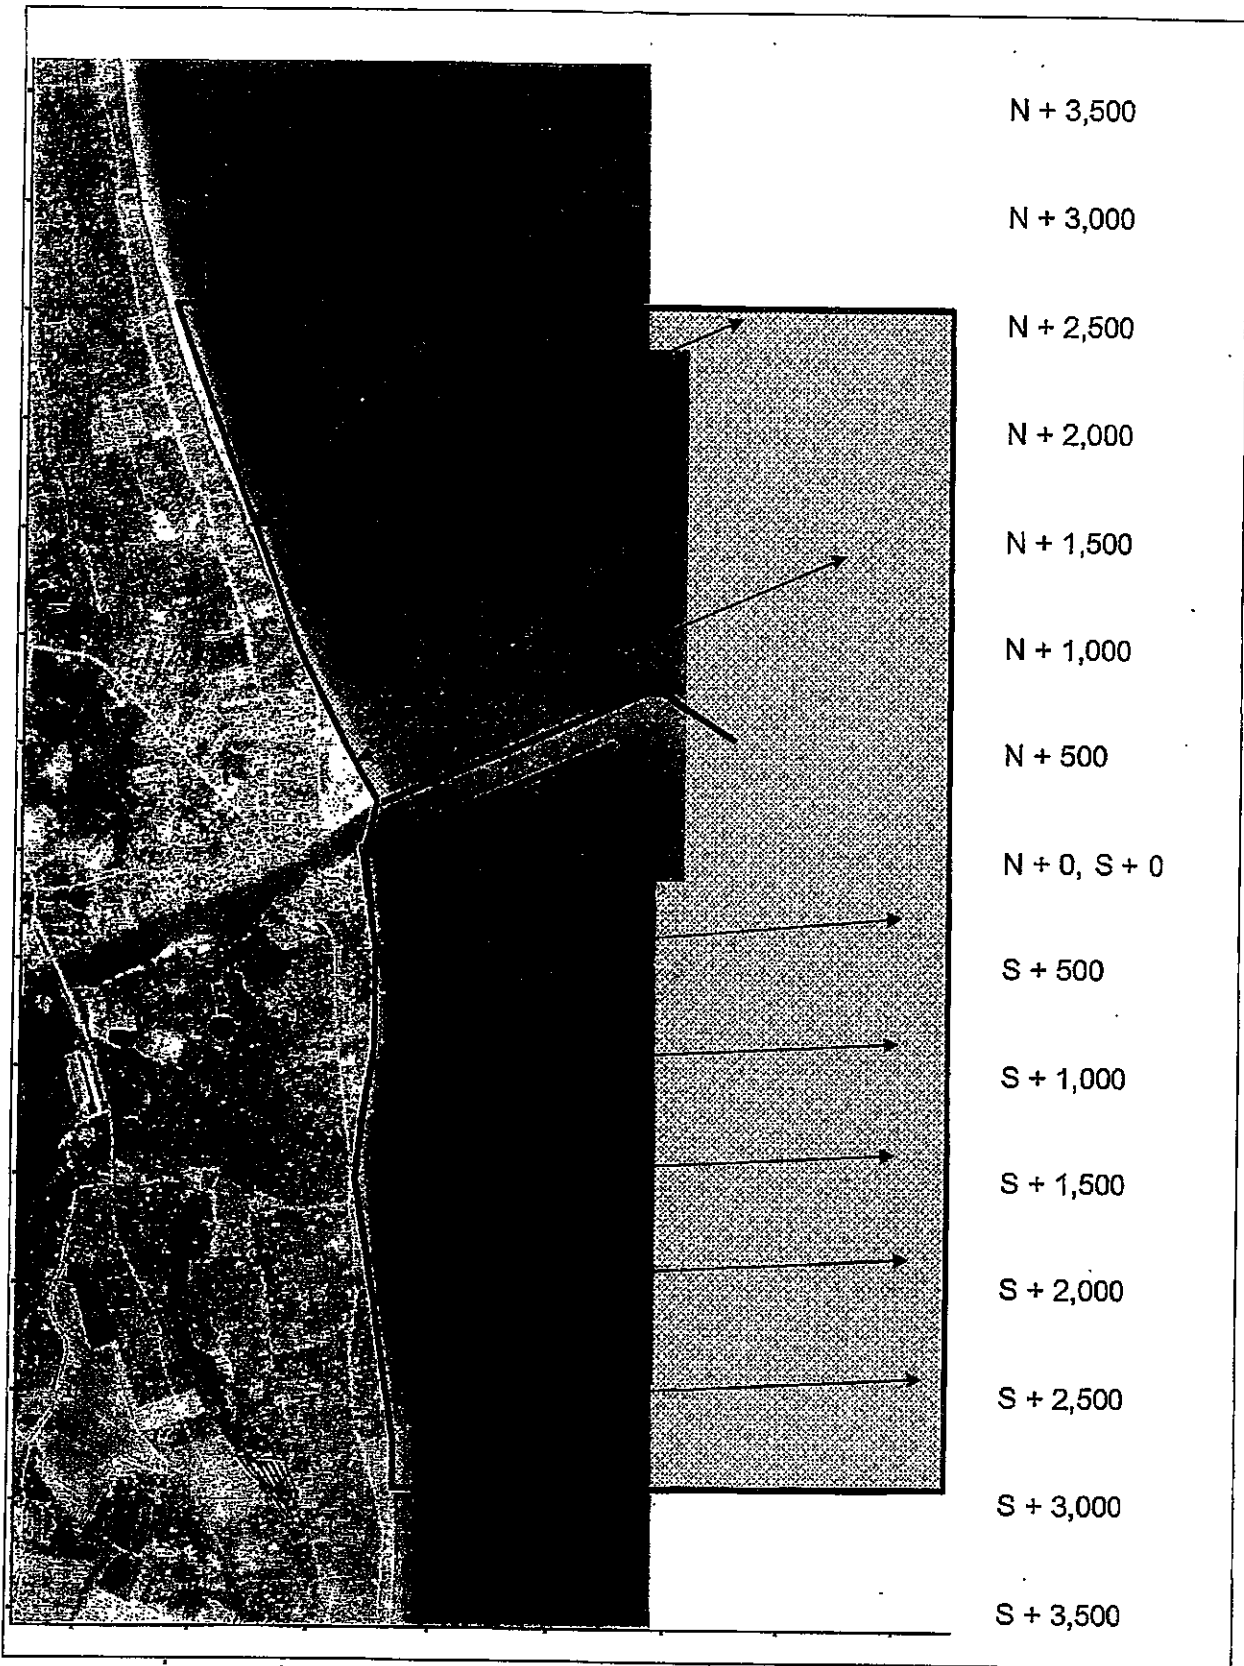 N + 3,500
N + 3,000
N + 2,500
N + 2,000
N + 1,500
N + 1,000
N + 500
N + 0, S + 0
S + 500
S + 1,000
S + 1,500
S + 2,000
S + 2,500
S + 3,000
S + 3,500